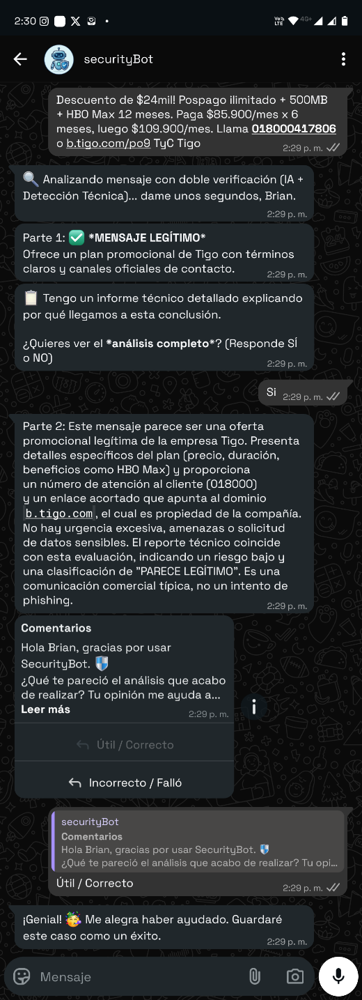 2:30
Vo)) LTE
4G+
securityBot
Descuento de $24mil! Pospago ilimitado + 500MB
+ HBO Max 12 meses. Paga $85.900/mes x 6
meses, luego $109.900/mes. Llama 018000417806
o b.tigo.com/po9 TyC Tigo
2:29 p. m.
🔍 Analizando mensaje con doble verificación (IA +
Detección Técnica)... dame unos segundos, Brian.
2:29 p. m.
Parte 1: ✅ *MENSAJE LEGÍTIMO*
Ofrece un plan promocional de Tigo con términos
claros y canales oficiales de contacto.
2:29 p. m.
📋 Tengo un informe técnico detallado explicando
por qué llegamos a esta conclusión.
¿Quieres ver el *análisis completo*? (Responde SÍ
o NO)
2:29 p. m.
Si
2:29 p. m.
Parte 2: Este mensaje parece ser una oferta
promocional legítima de la empresa Tigo. Presenta
detalles específicos del plan (precio, duración,
beneficios como HBO Max) y proporciona
un número de atención al cliente (018000)
y un enlace acortado que apunta al dominio
b.tigo.com, el cual es propiedad de la compañía.
No hay urgencia excesiva, amenazas o solicitud
de datos sensibles. El reporte técnico coincide
con esta evaluación, indicando un riesgo bajo y
una clasificación de "PARECE LEGÍTIMO". Es una
comunicación comercial típica, no un intento de
phishing.
2:29 p. m.
Comentarios
Hola Brian, gracias por usar
SecurityBot. 🛡️
¿Qué te pareció el análisis que acabo
de realizar? Tu opinión me ayuda a...
Leer más
2:29 p. m.
Útil / Correcto
Incorrecto / Falló
securityBot
Comentarios
Hola Brian, gracias por usar SecurityBot. 🛡️
¿Qué te pareció el análisis que acabo de realizar? Tu opi...
Útil / Correcto
2:29 p. m.
¡Genial! 🥳 Me alegra haber ayudado. Guardaré
este caso como un éxito.
2:29 p. m.
Mensaje